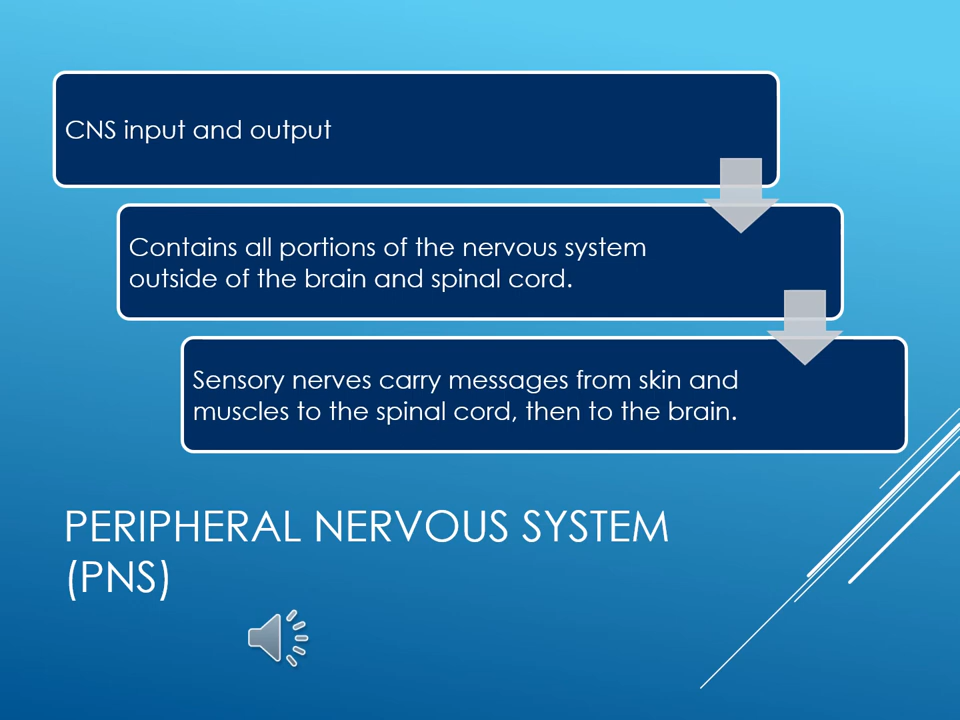 CNS input and output
Contains all portions of the nervous system
outside of the brain and spinal cord.
Sensory nerves carry messages from skin and
muscles to the spinal cord, then to the brain.
PERIPHERAL NERVOUS SYSTEM
(PNS)